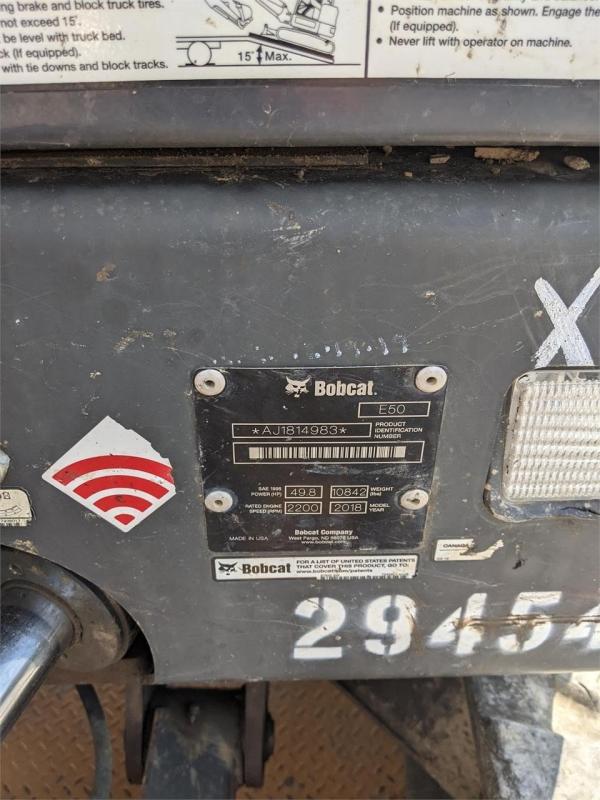 ng brake and block truck tires.
not exceed 15˚.
be level with truck bed.
ck (If equipped).
with tie downs and block tracks.
15˚ Max.
• Position machine as shown. Engage the
(If equipped).
• Never lift with operator on machine.
X
Bobcat
E50
*AJ1814983*
PRODUCT
IDENTIFICATION
NUMBER
SAE 1995
POWER (HP) 49.8 10842 WEIGHT
(lbs)
RATED ENGINE
SPEED (RPM) 2200 2018 MODEL
YEAR
Bobcat Company
West Fargo, ND 58078 USA
www.bobcat.com
MADE IN USA
Bobcat
FOR A LIST OF UNITED STATES PATENTS
THAT COVER THIS PRODUCT, GO TO:
www.bobcat.com/patents
CANADA
29454